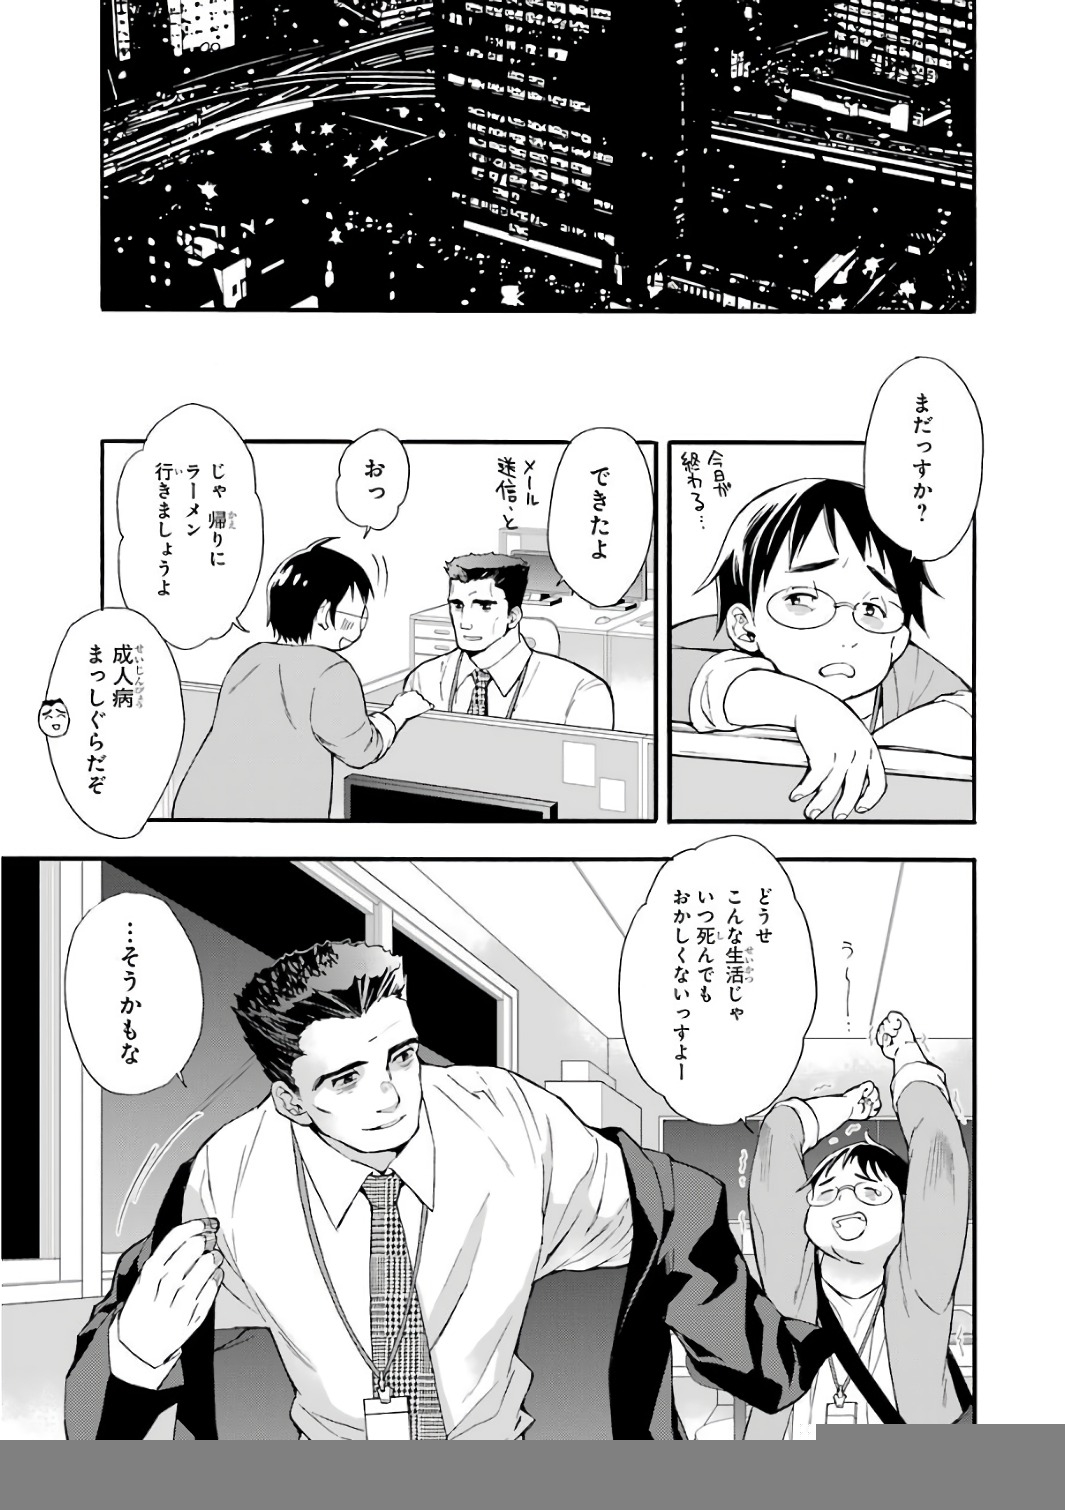 まだっすか？
今日が
終わる…
できたよ
メール
送信、と
おっ
じゃ 帰りに
ラーメン
行きましょうよ
成人病
まっしぐらだぞ
どうせ
こんな生活じゃ
いつ死んでも
おかしくないっすよー
う～～…
…そうかもな